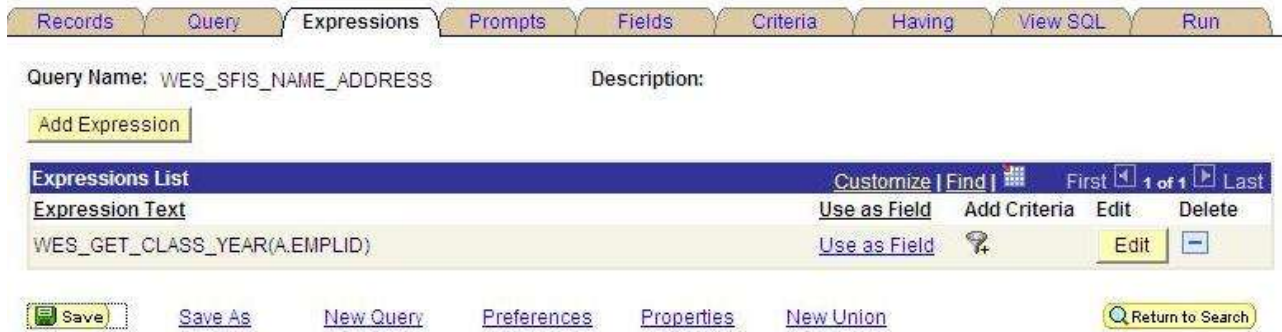 Records Query Expressions Prompts Fields Criteria Having View SQL Run
Query Name: WES_SFIS_NAME_ADDRESS Description:
Add Expression
Expressions List Customize | Find | First 1 of 1 Last
Expression Text Use as Field Add Criteria Edit Delete
WES_GET_CLASS_YEAR(A.EMPLID) Use as Field Edit
Save Save As New Query Preferences Properties New Union Return to Search